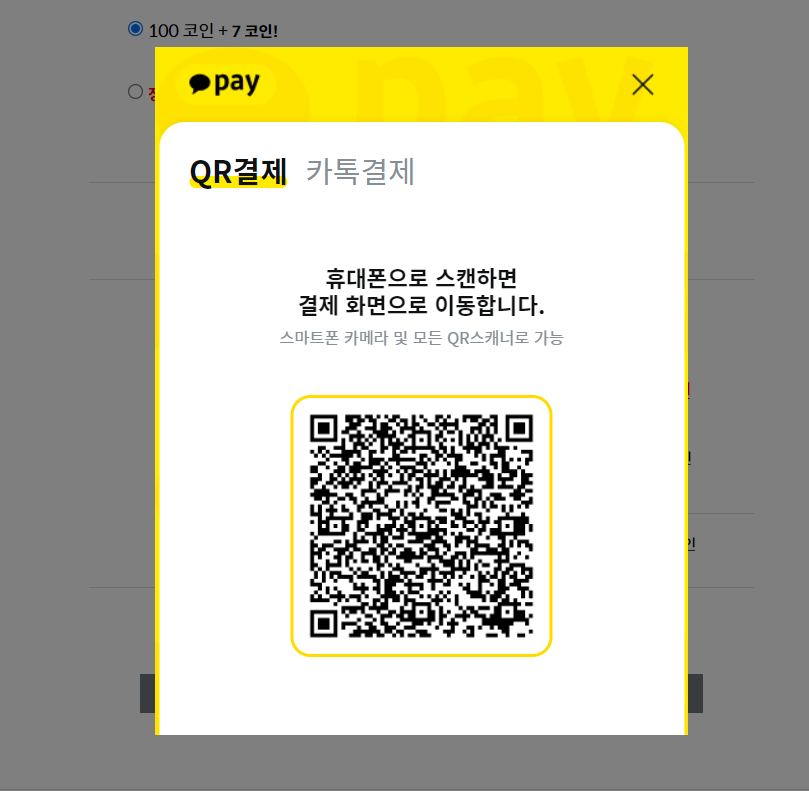 100 코인 + 7 코인!
pay
QR결제 카톡결제
휴대폰으로 스캔하면
결제 화면으로 이동합니다.
스마트폰 카메라 및 모든 QR스캐너로 가능